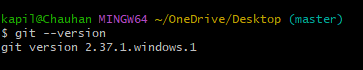 kapil@Chauhan MINGW64 ~/OneDrive/Desktop (master)
$ git --version
git version 2.37.1.windows.1